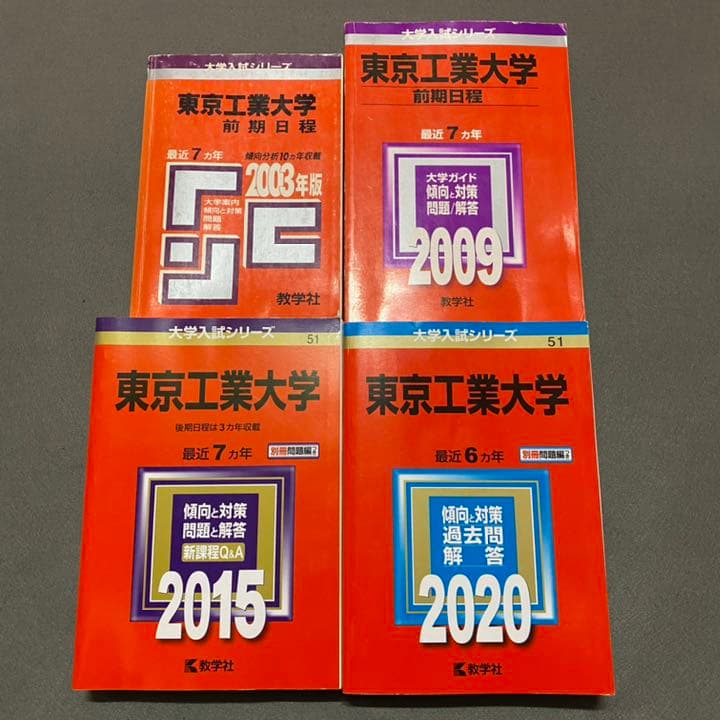 大学入試シリーズ
東京工業大学
前期日程
最近7カ年
傾向分析10カ年収載
2003年版
大学案内
傾向と対策
問題
解答
教学社
大学入試シリーズ
東京工業大学
前期日程
最近7カ年
大学ガイド
傾向と対策
問題/解答
2009
教学社
大学入試シリーズ
51
東京工業大学
後期日程は3カ年収載
最近7カ年
別冊問題編つき
傾向と対策
問題と解答
新課程Q&A
2015
教学社
大学入試シリーズ
51
東京工業大学
最近6カ年
別冊問題編つき
傾向と対策
過去問
解答
2020
教学社